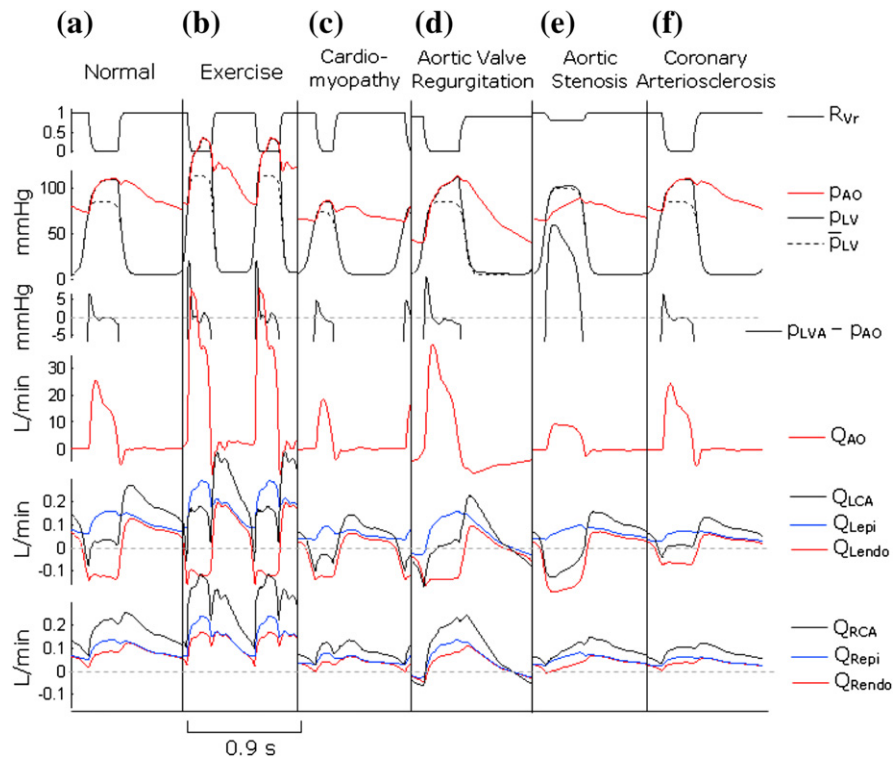 (a) (b) (c) (d) (e) (f)
Normal
Exercise
Cardio-
myopathy
Aortic Valve
Regurgitation
Aortic
Stenosis
Coronary
Arteriosclerosis
1
0.5
0
R_Vr
mmHg
100
50
0
p_AO
p_LV
p̅_LV
mmHg
5
0
-5
p_LVA – p_AO
L/min
30
20
10
0
Q_AO
L/min
0.2
0.1
0
-0.1
Q_LCA
Q_Lepi
Q_Lendo
L/min
0.2
0.1
0
-0.1
Q_RCA
Q_Repi
Q_Rendo
0.9 s